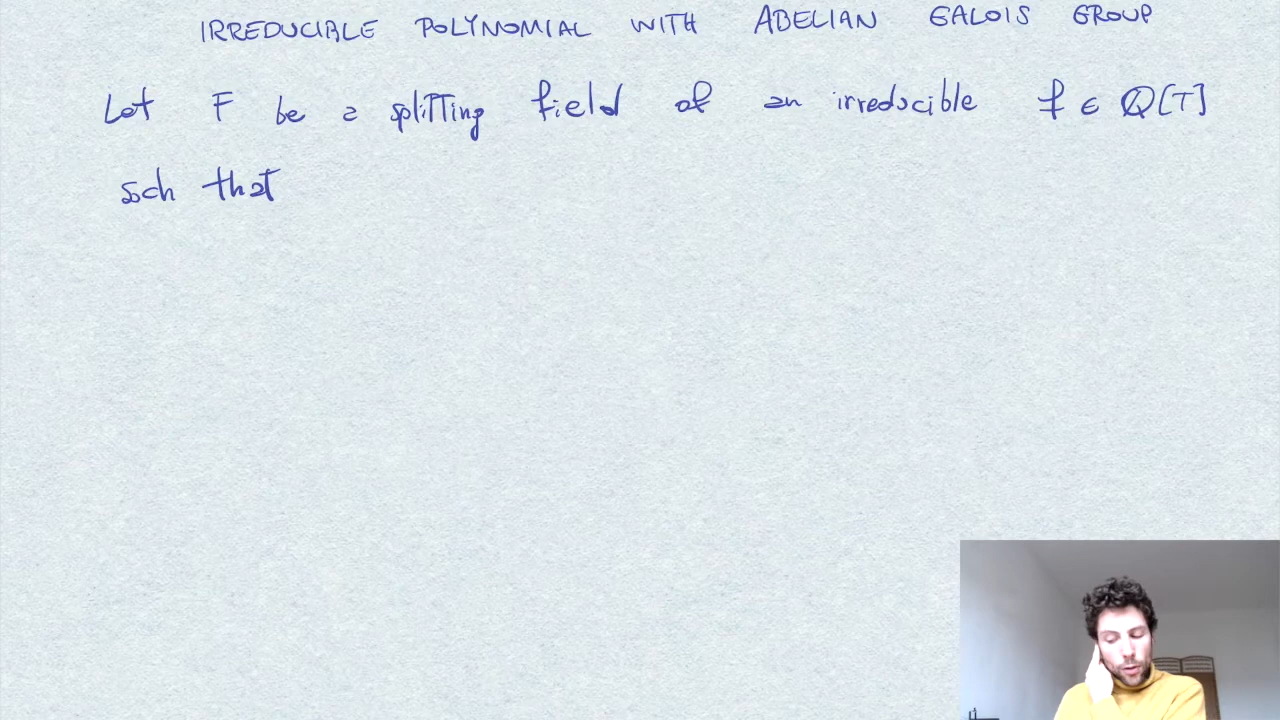 IRREDUCIBLE POLYNOMIAL WITH ABELIAN GALOIS GROUP
Let F be a splitting field of an irreducible f ∈ ℚ[T]
such that